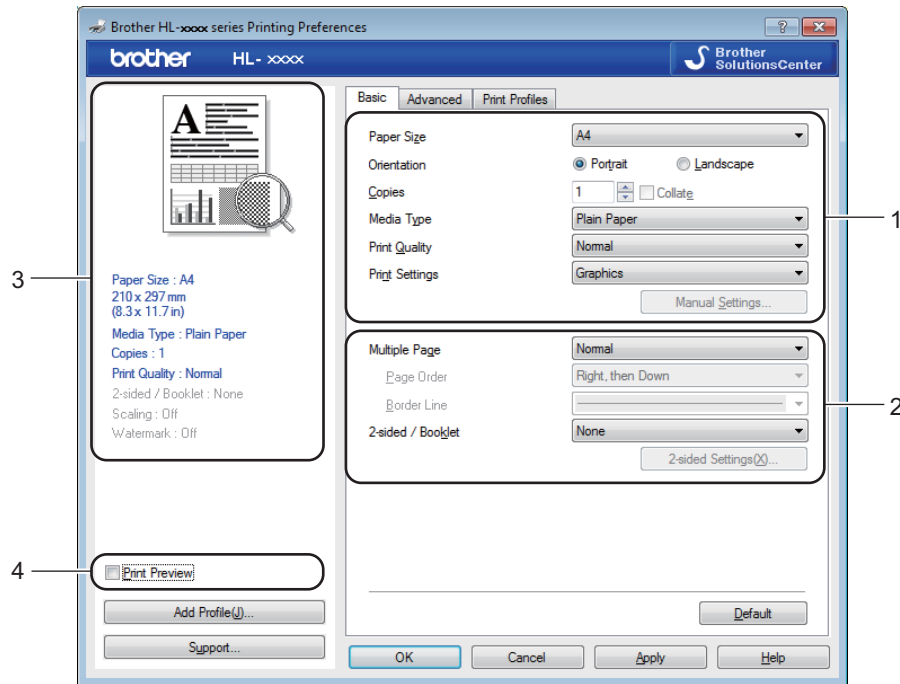 Brother HL-xxxx series Printing Preferences
brother HL- xxxx
Brother
SolutionsCenter
A
Paper Size : A4
210 x 297 mm
(8.3 x 11.7 in)
Media Type : Plain Paper
Copies : 1
Print Quality : Normal
2-sided / Booklet : None
Scaling : Off
Watermark : Off
3
Print Preview
4
Add Profile(J)...
Support...
Basic Advanced Print Profiles
Paper Size A4
Orientation Portrait Landscape
Copies 1 Collate
Media Type Plain Paper
Print Quality Normal
Print Settings Graphics
Manual Settings...
1
Multiple Page Normal
Page Order Right, then Down
Border Line
2-sided / Booklet None
2-sided Settings(X)...
2
Default
OK Cancel Apply Help